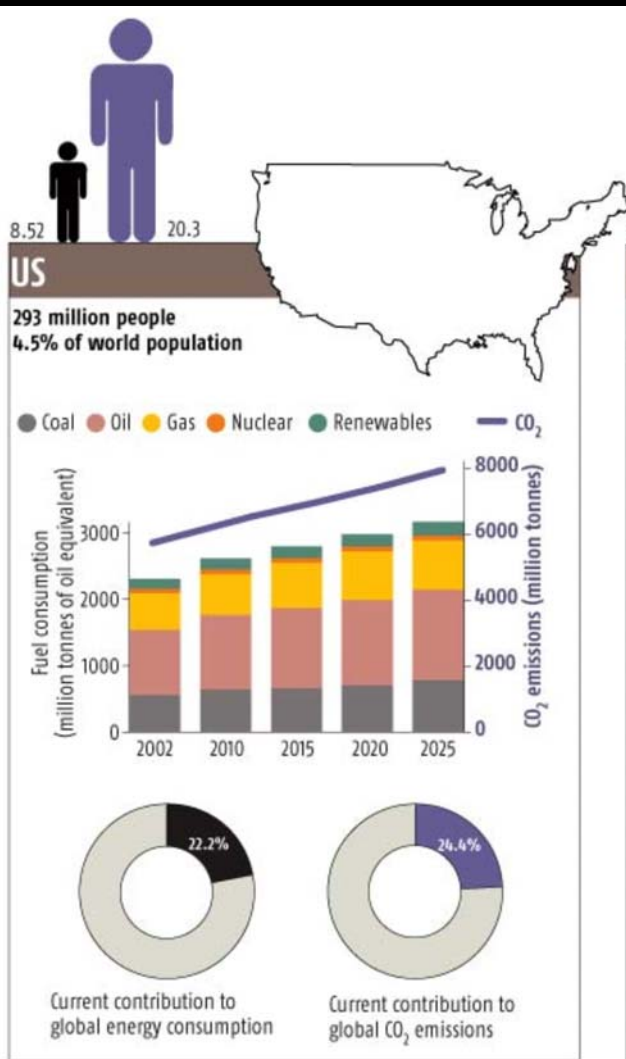 8.52
20.3
US
293 million people
4.5% of world population
Coal Oil Gas Nuclear Renewables CO₂
Fuel consumption
(million tonnes of oil equivalent)
3000
2000
1000
0
8000
6000
4000
2000
0
CO₂ emissions (million tonnes)
2002 2010 2015 2020 2025
22.2%
24.4%
Current contribution to
global energy consumption
Current contribution to
global CO₂ emissions